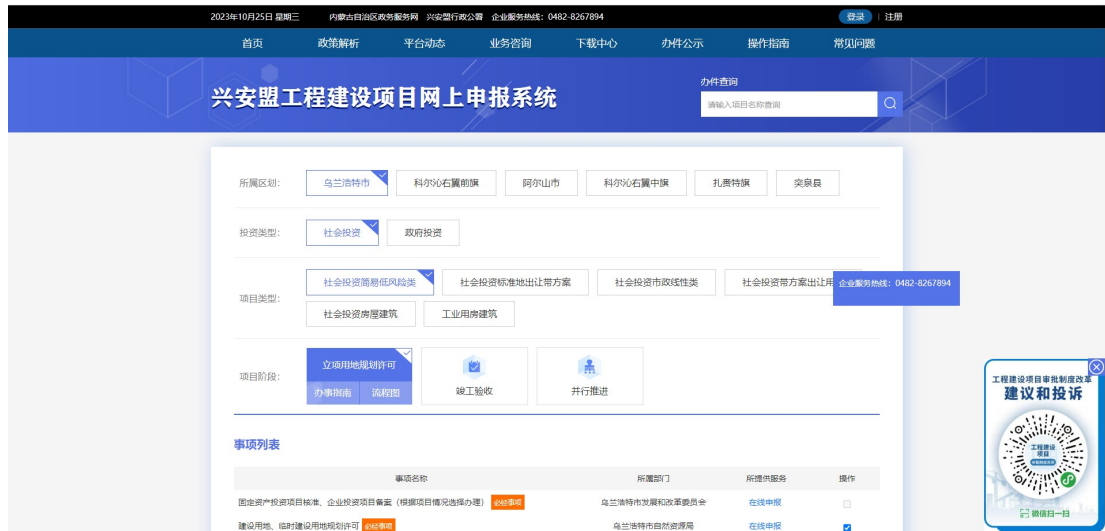 2023年10月25日 星期三 内蒙古自治区政务服务网 兴安盟行政公署 企业服务热线：0482-8267894 登录 | 注册
首页 政策解析 平台动态 业务咨询 下载中心 办件公示 操作指南 常见问题
兴安盟工程建设项目网上申报系统
办件查询
请输入项目名称查询
所属区划： 乌兰浩特市 科尔沁右翼前旗 阿尔山市 科尔沁右翼中旗 扎赉特旗 突泉县
投资类型： 社会投资 政府投资
项目类型： 社会投资简易低风险类 社会投资标准地出让带方案 社会投资市政线性类 社会投资带方案出让用
企业服务热线：0482-8267894
社会投资房屋建筑 工业用房建筑
项目阶段： 立项用地规划许可 竣工验收 并行推进
办事指南 流程图
工程建设项目审批制度改革
建议和投诉
工程建设
项目
微信扫一扫
事项列表
事项名称 所属部门 所提供服务 操作
固定资产投资项目核准、企业投资项目备案（根据项目情况选择办理） 必经事项 乌兰浩特市发展和改革委员会 在线申报
建设用地、临时建设用地规划许可 必经事项 乌兰浩特市自然资源局 在线申报